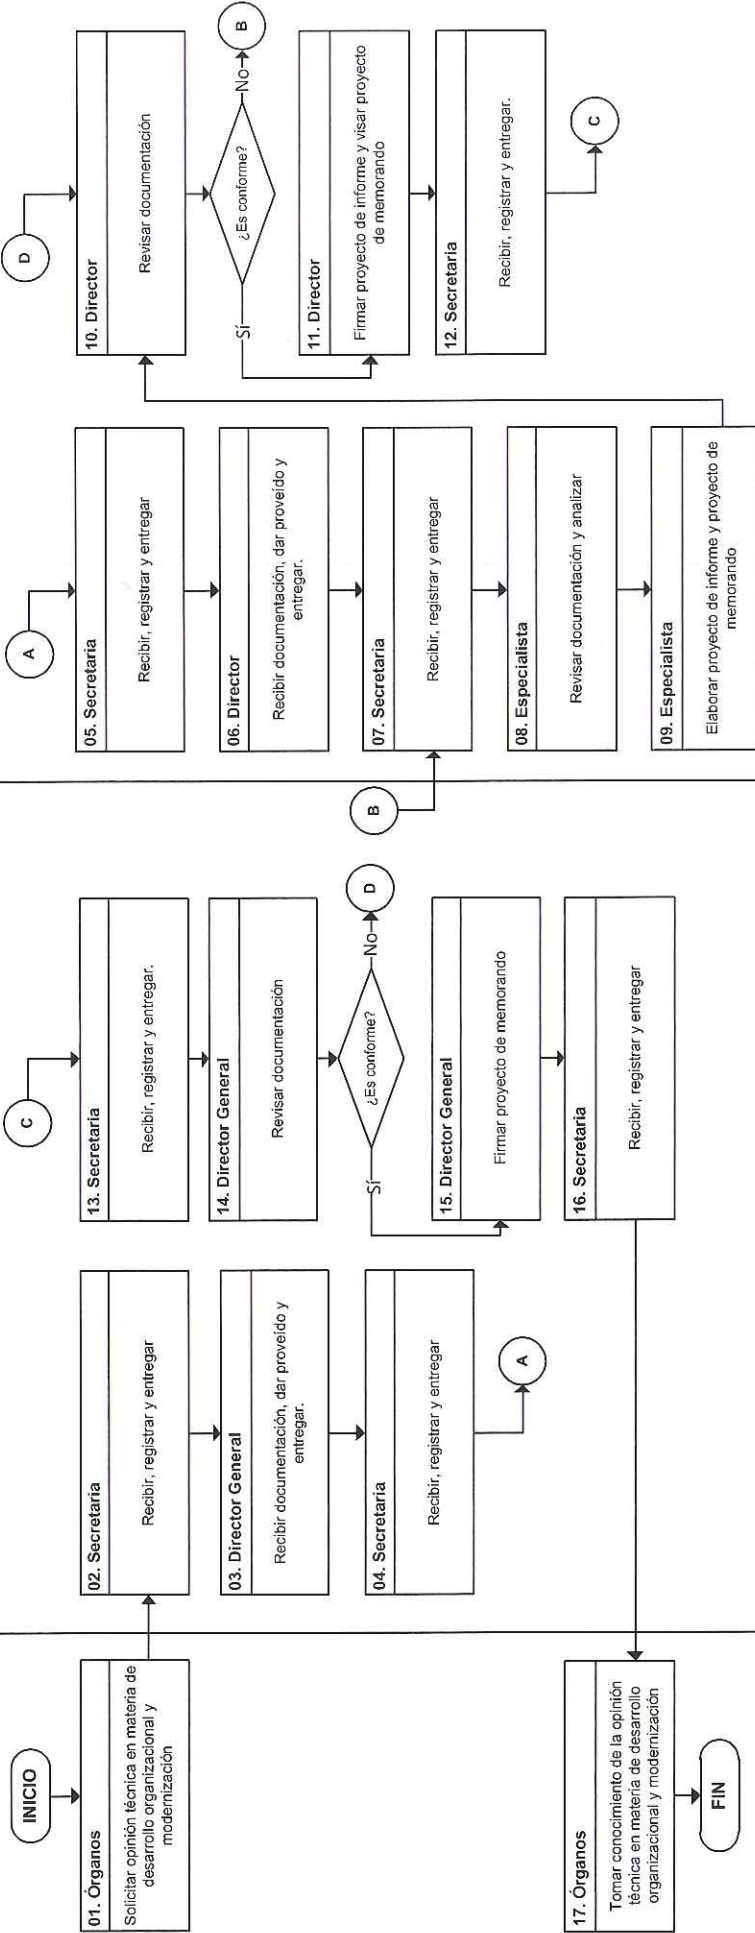 INICIO
01. Órganos
Solicitar opinión técnica en materia de
desarrollo organizacional y
modernización
17. Órganos
Tomar conocimiento de la opinión
técnica en materia de desarrollo
organizacional y modernización
FIN
02. Secretaria
Recibir, registrar y entregar
03. Director General
Recibir documentación, dar proveído y
entregar.
04. Secretaria
Recibir, registrar y entregar
A
C
13. Secretaria
Recibir, registrar y entregar.
14. Director General
Revisar documentación
¿Es conforme?
Sí
No
D
15. Director General
Firmar proyecto de memorando
16. Secretaria
Recibir, registrar y entregar
A
05. Secretaria
Recibir, registrar y entregar
06. Director
Recibir documentación, dar proveído y
entregar.
B
07. Secretaria
Recibir, registrar y entregar
08. Especialista
Revisar documentación y analizar
09. Especialista
Elaborar proyecto de informe y proyecto de
memorando
D
10. Director
Revisar documentación
¿Es conforme?
Sí
No
B
11. Director
Firmar proyecto de informe y visar proyecto
de memorando
12. Secretaria
Recibir, registrar y entregar.
C